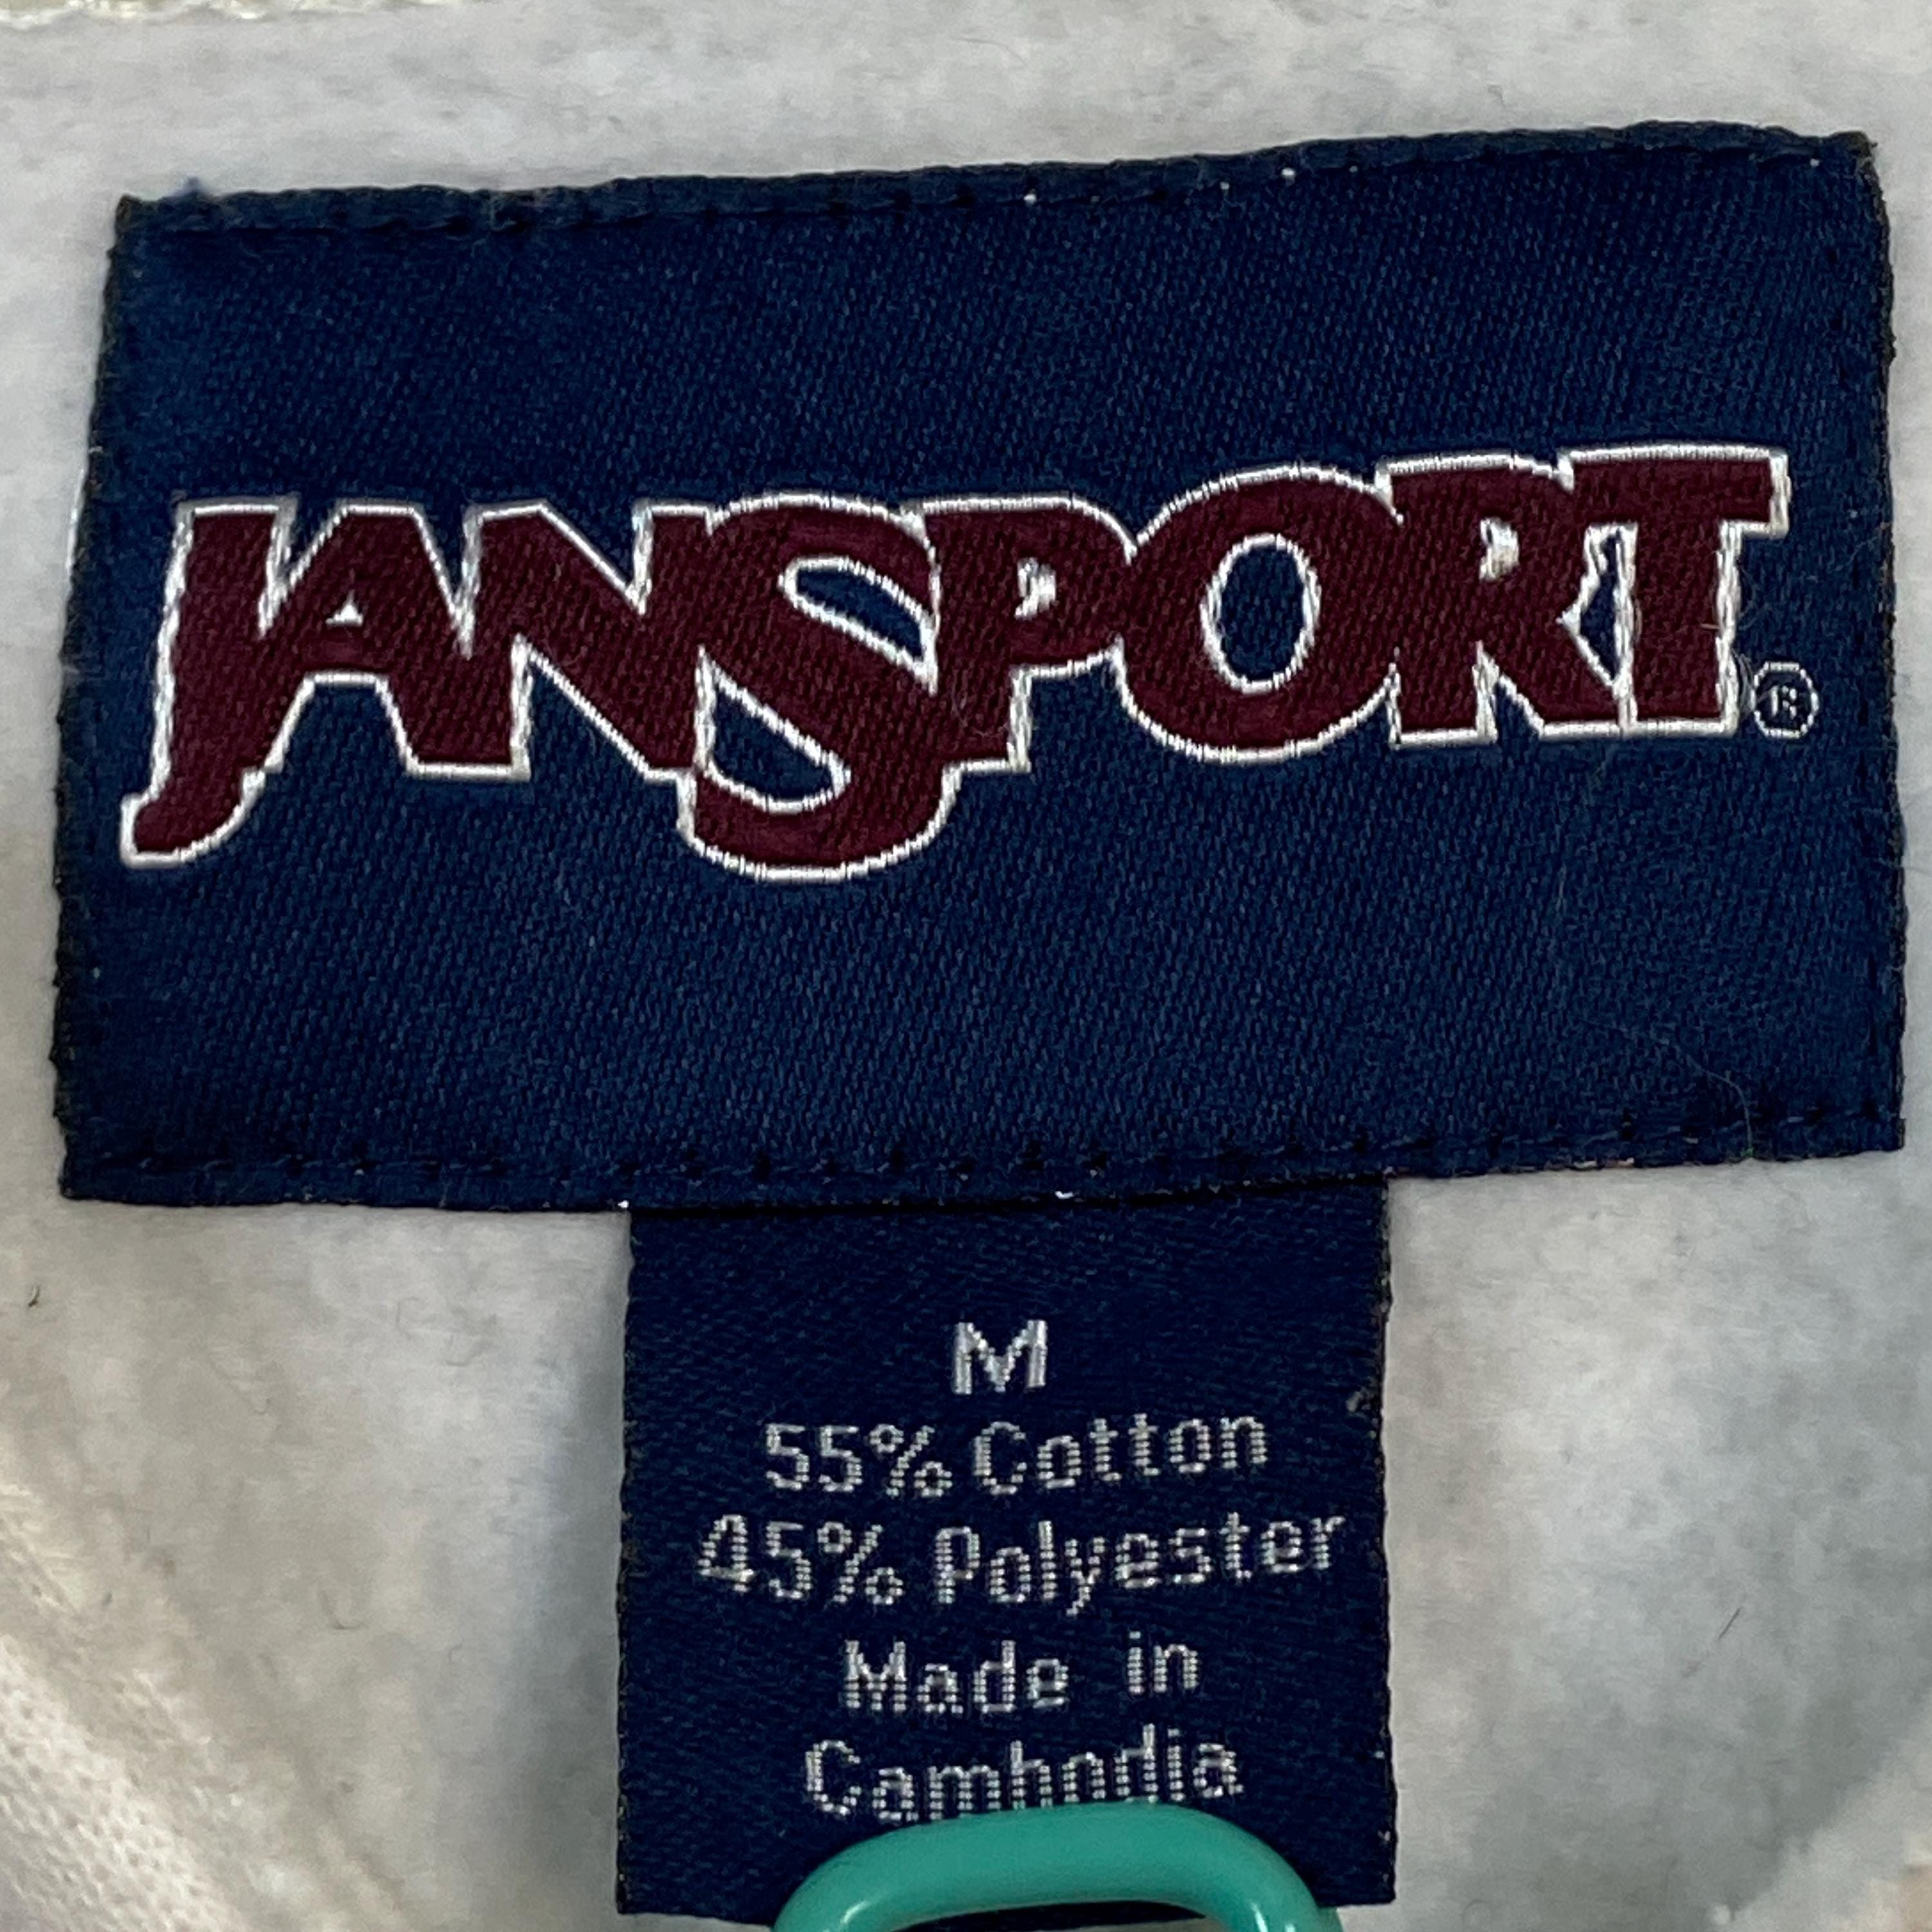 JANSPORT®
M
55% Cotton
45% Polyester
Made in
Cambodia